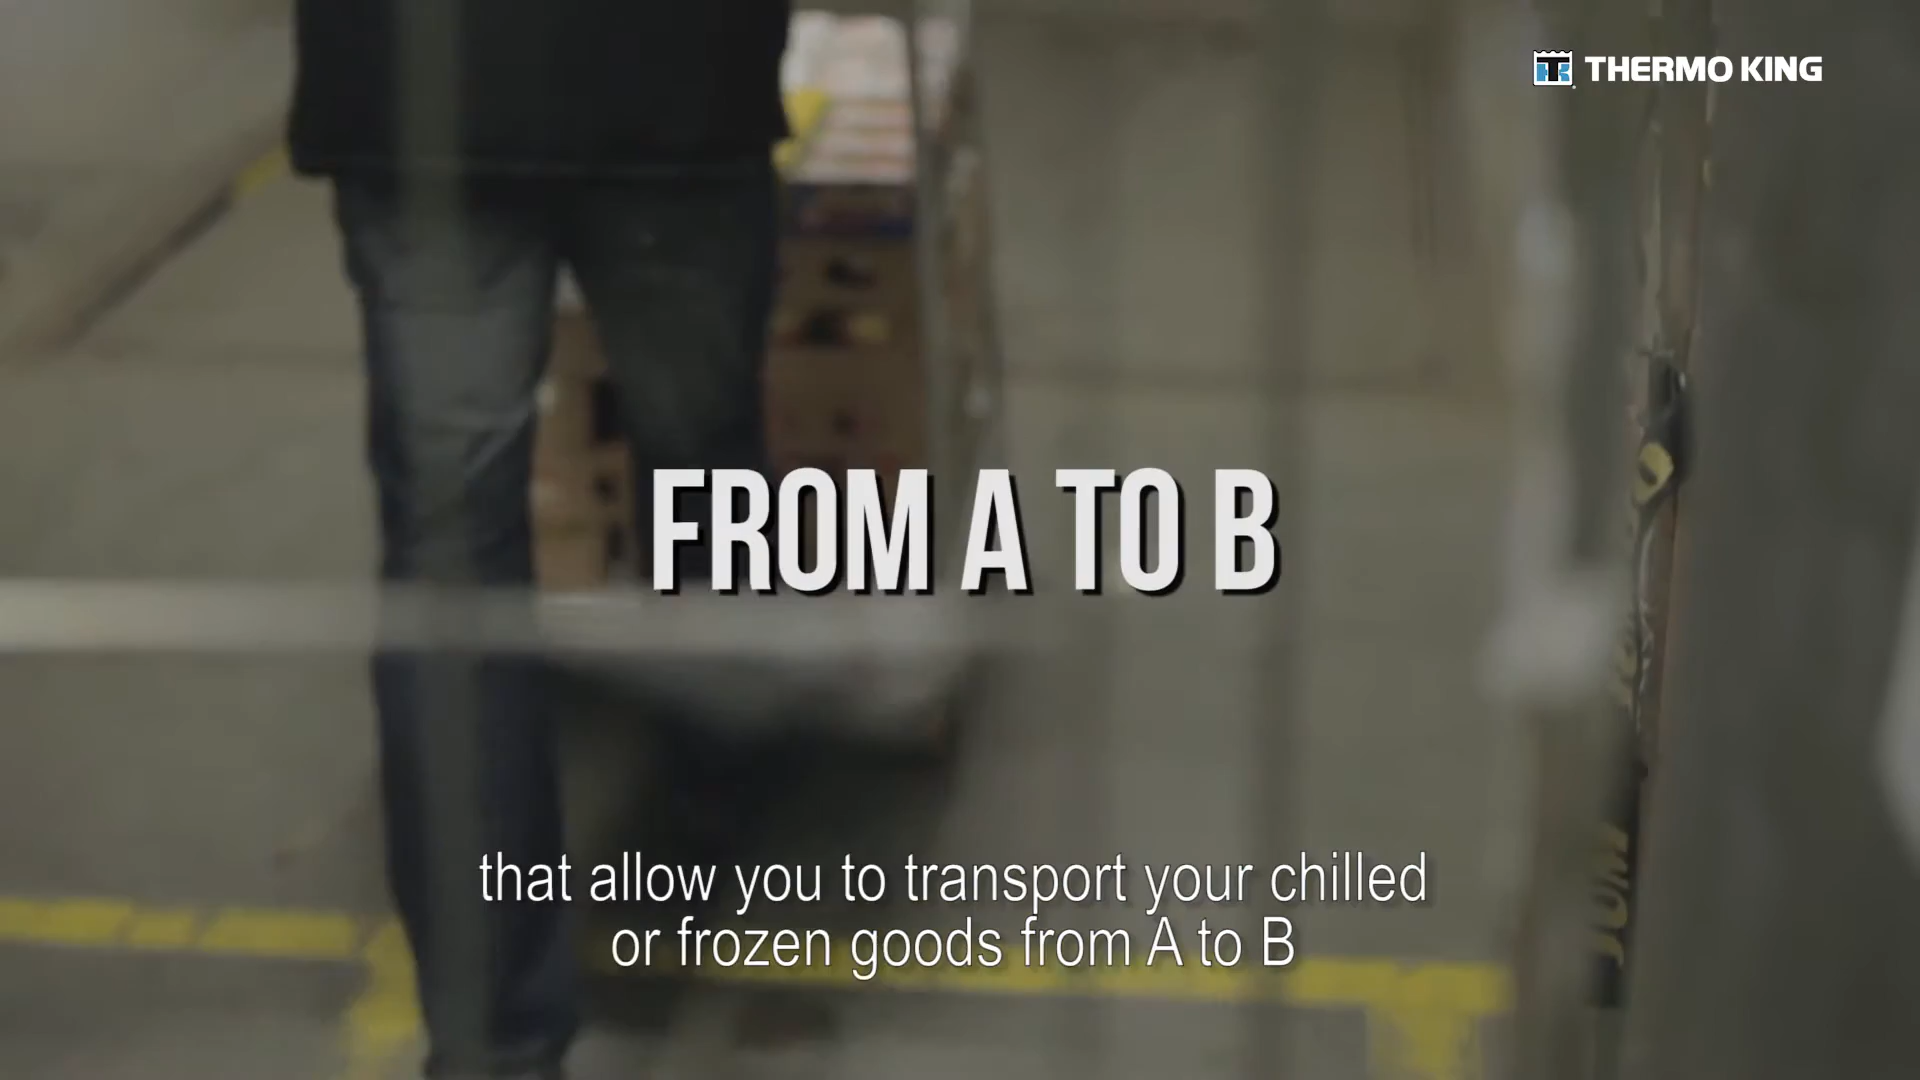 THERMO KING
FROM A TO B
that allow you to transport your chilled
or frozen goods from A to B